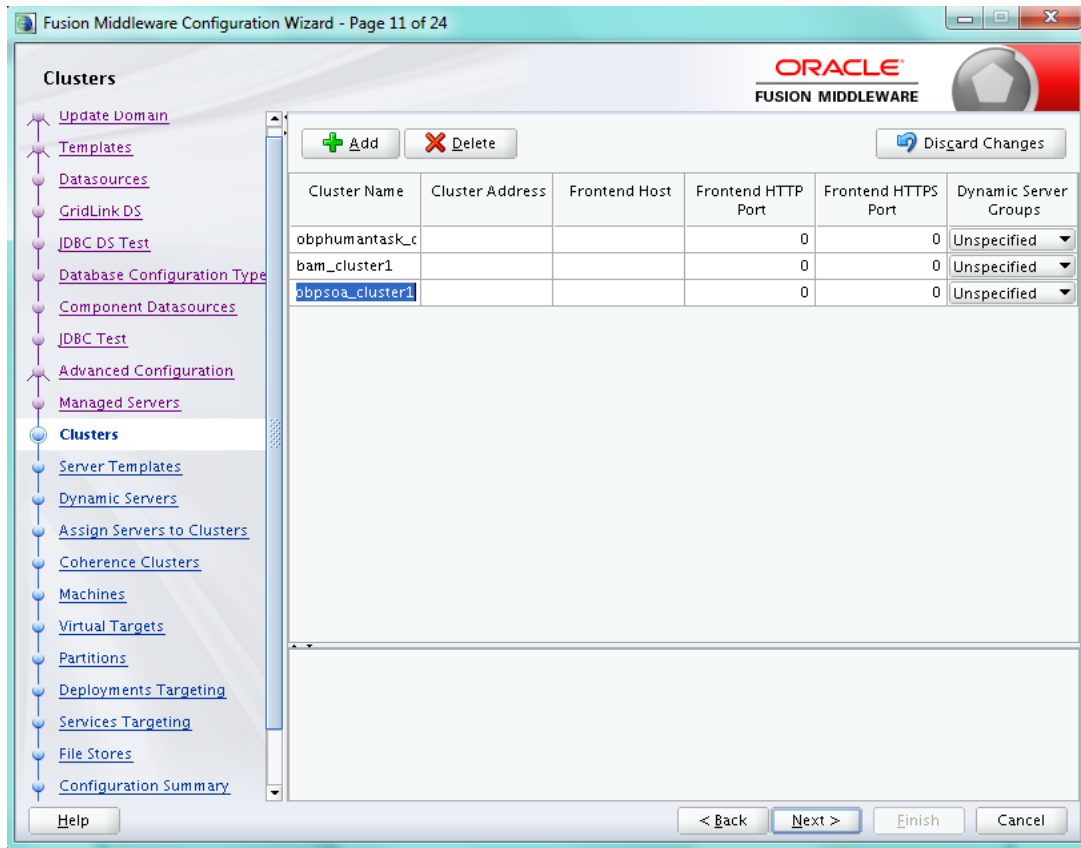 Fusion Middleware Configuration Wizard - Page 11 of 24
Clusters
ORACLE
FUSION MIDDLEWARE
Update Domain
Templates
Datasources
GridLink DS
JDBC DS Test
Database Configuration Type
Component Datasources
JDBC Test
Advanced Configuration
Managed Servers
Clusters
Server Templates
Dynamic Servers
Assign Servers to Clusters
Coherence Clusters
Machines
Virtual Targets
Partitions
Deployments Targeting
Services Targeting
File Stores
Configuration Summary
Add Delete Discard Changes
Cluster Name Cluster Address Frontend Host Frontend HTTP Port Frontend HTTPS Port Dynamic Server Groups
obphumantask_c 0 0 Unspecified
bam_cluster1 0 0 Unspecified
obpsoa_cluster1 0 0 Unspecified
Help < Back Next > Finish Cancel